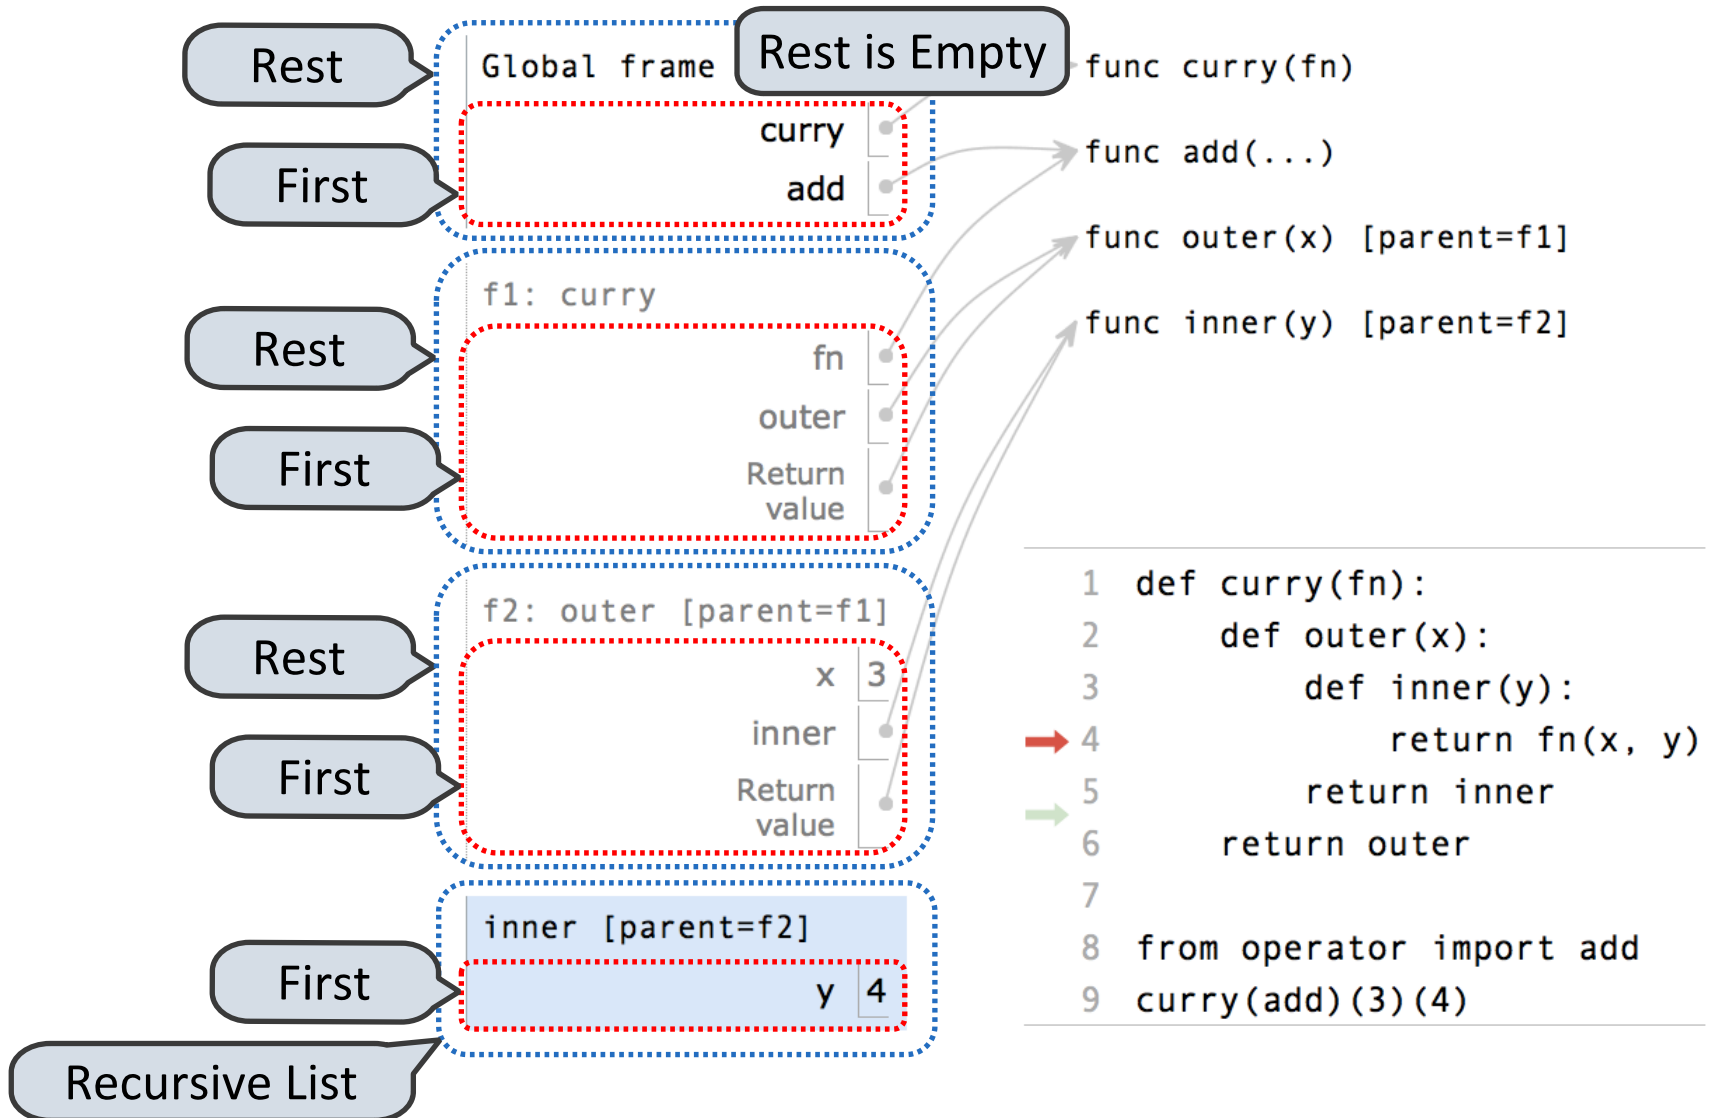 Rest
Global frame
Rest is Empty
func curry(fn)
curry
func add(...)
First
add
func outer(x) [parent=f1]
f1: curry
func inner(y) [parent=f2]
Rest
fn
outer
First
Return
value
f2: outer [parent=f1]
Rest
x 3
inner
First
Return
value
inner [parent=f2]
First
y 4
Recursive List
1 def curry(fn):
2 def outer(x):
3 def inner(y):
4 return fn(x, y)
5 return inner
6 return outer
7
8 from operator import add
9 curry(add)(3)(4)